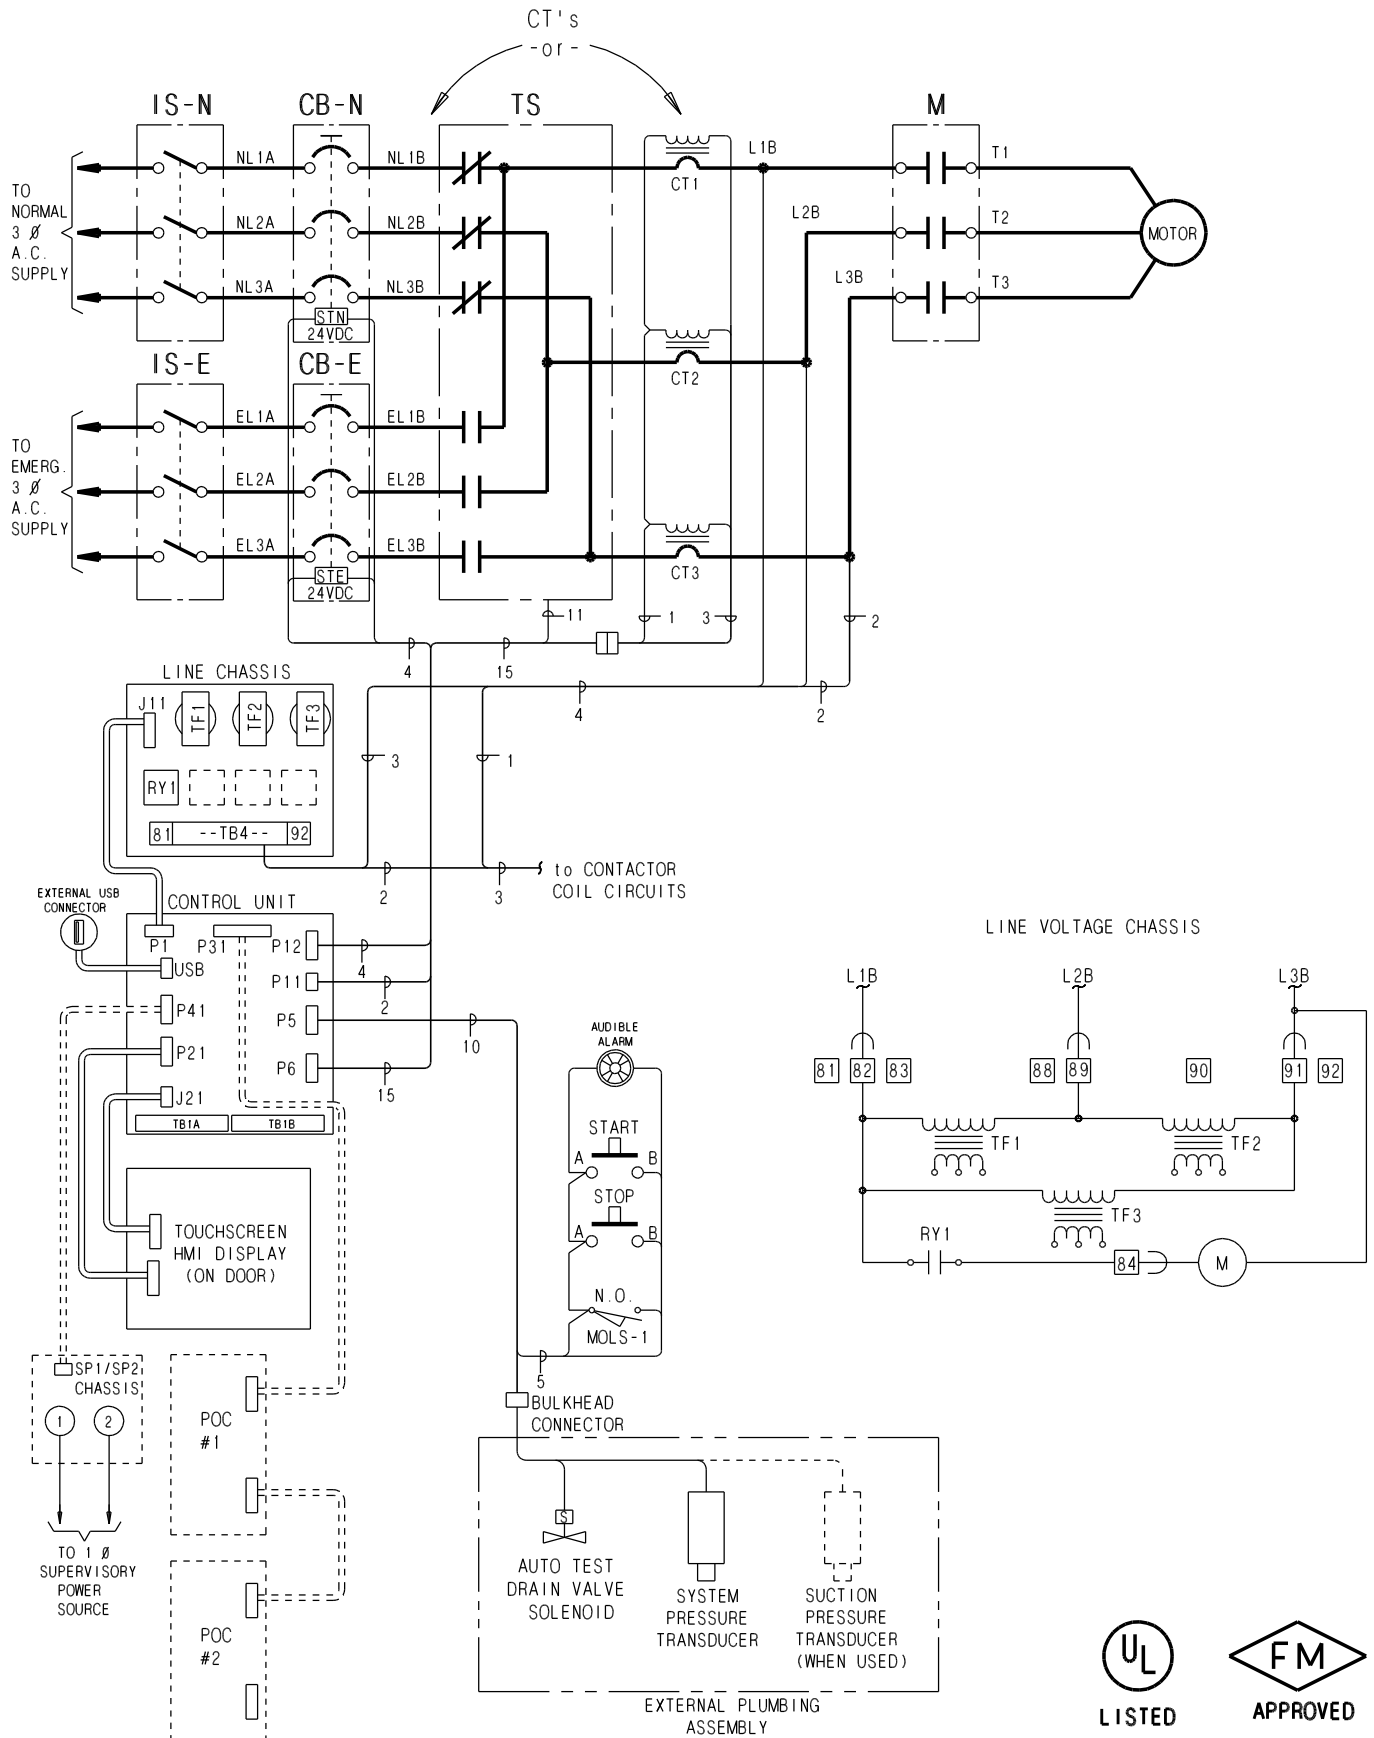 CT's
-or-
IS-N
CB-N
TS
M
TO
NORMAL
3 Ø
A.C.
SUPPLY
NL1A
NL1B
CT1
L1B
T1
NL2A
NL2B
L2B
T2
MOTOR
NL3A
NL3B
L3B
T3
STN
24VDC
IS-E
CB-E
CT2
TO
EMERG.
3 Ø
A.C.
SUPPLY
EL1A
EL1B
EL2A
EL2B
EL3A
EL3B
CT3
STE
24VDC
11
1
3
2
4
15
4
2
LINE CHASSIS
J11
TF1
TF2
TF3
3
1
RY1
81
--TB4--
92
2
3
to CONTACTOR
COIL CIRCUITS
EXTERNAL USB
CONNECTOR
CONTROL UNIT
P1
P31
P12
4
USB
P11
2
P41
P5
10
P21
P6
15
J21
TB1A
TB1B
TOUCHSCREEN
HMI DISPLAY
(ON DOOR)
AUDIBLE
ALARM
START
A
B
STOP
A
B
N.O.
MOLS-1
5
BULKHEAD
CONNECTOR
LINE VOLTAGE CHASSIS
L1B
L2B
L3B
81
82
83
88
89
90
91
92
TF1
TF2
TF3
RY1
84
M
SP1/SP2
CHASSIS
1
2
TO 1 Ø
SUPERVISORY
POWER
SOURCE
POC
#1
POC
#2
S
AUTO TEST
DRAIN VALVE
SOLENOID
SYSTEM
PRESSURE
TRANSDUCER
SUCTION
PRESSURE
TRANSDUCER
(WHEN USED)
EXTERNAL PLUMBING
ASSEMBLY
UL
LISTED
FM
APPROVED